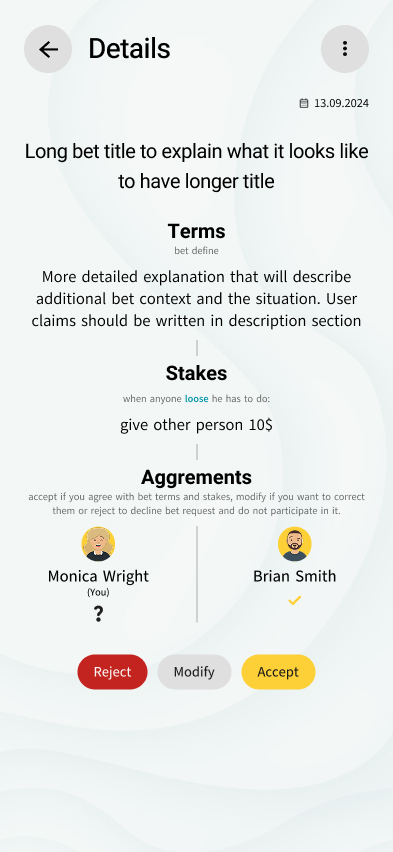 Details
13.09.2024
Long bet title to explain what it looks like
to have longer title
Terms
bet define
More detailed explanation that will describe
additional bet context and the situation. User
claims should be written in description section
Stakes
when anyone loose he has to do:
give other person 10$
Aggrements
accept if you agree with bet terms and stakes, modify if you want to correct
them or reject to decline bet request and do not participate in it.
Monica Wright
(You)
?
Brian Smith
Reject
Modify
Accept